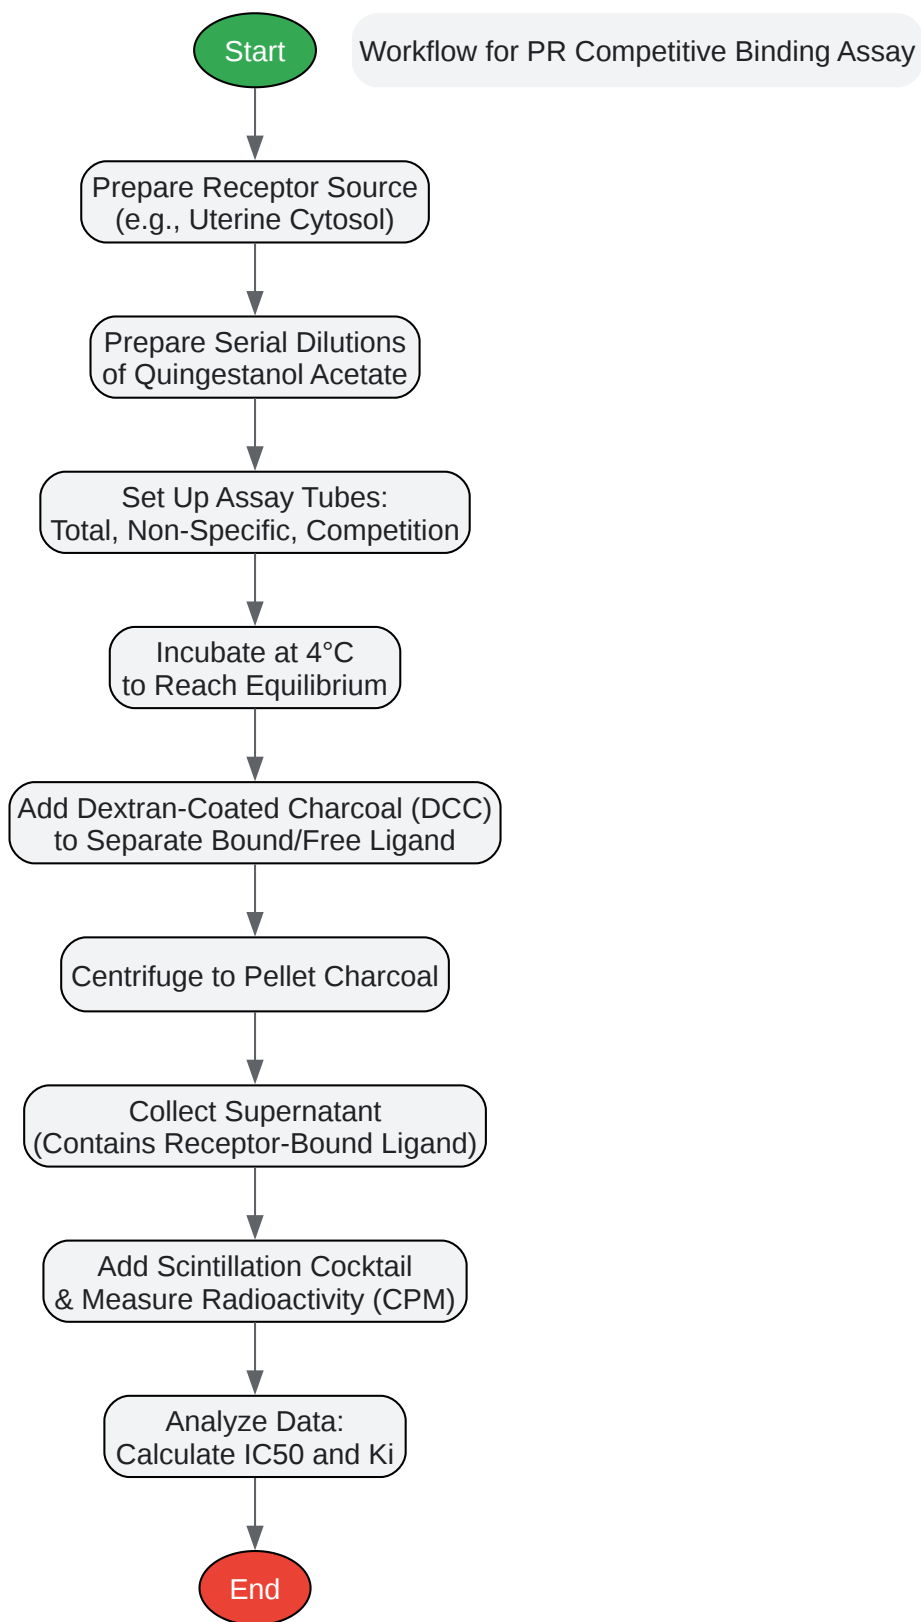 Start
Workflow for PR Competitive Binding Assay
Prepare Receptor Source
(e.g., Uterine Cytosol)
Prepare Serial Dilutions
of Quingestanol Acetate
Set Up Assay Tubes:
Total, Non-Specific, Competition
Incubate at 4°C
to Reach Equilibrium
Add Dextran-Coated Charcoal (DCC)
to Separate Bound/Free Ligand
Centrifuge to Pellet Charcoal
Collect Supernatant
(Contains Receptor-Bound Ligand)
Add Scintillation Cocktail
& Measure Radioactivity (CPM)
Analyze Data:
Calculate IC50 and Ki
End